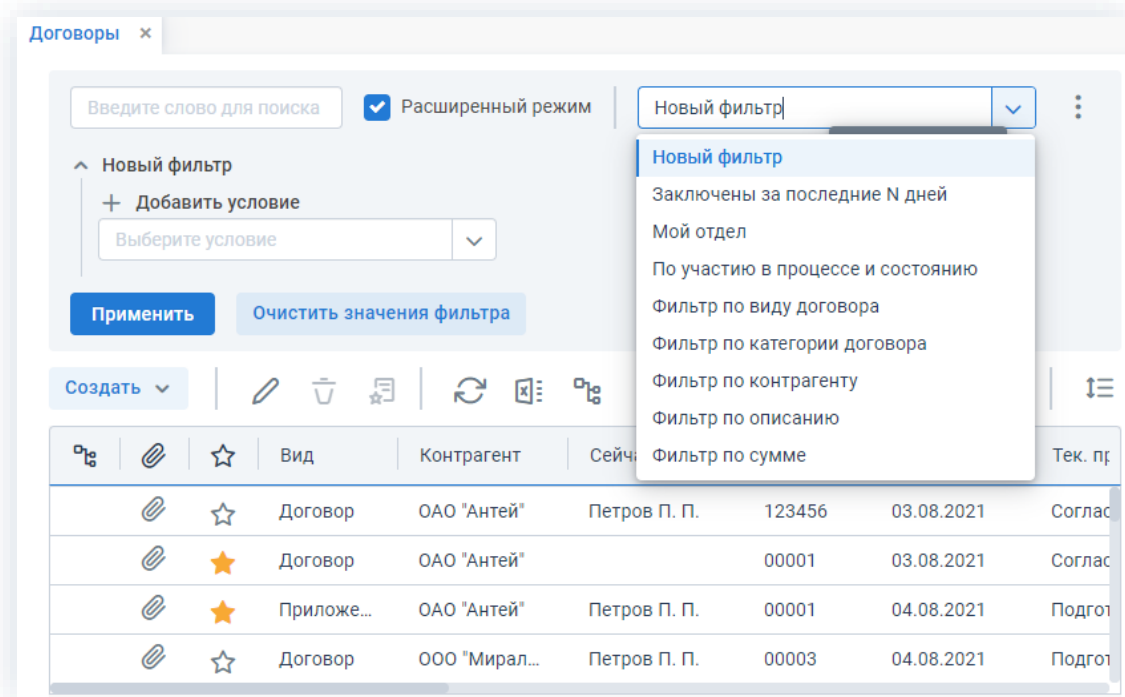 Договоры
Введите слово для поиска
Расширенный режим
Новый фильтр
Новый фильтр
Добавить условие
Выберите условие
Применить
Очистить значения фильтра
Новый фильтр
Заключены за последние N дней
Мой отдел
По участию в процессе и состоянию
Фильтр по виду договора
Фильтр по категории договора
Фильтр по контрагенту
Фильтр по описанию
Фильтр по сумме
Создать
Вид Контрагент Сейч Тек. пр
Договор ОАО "Антей" Петров П. П. 123456 03.08.2021 Соглас
Договор ОАО "Антей" 00001 03.08.2021 Соглас
Приложе... ОАО "Антей" Петров П. П. 00001 04.08.2021 Подгот
Договор ООО "Мирал... Петров П. П. 00003 04.08.2021 Подгот